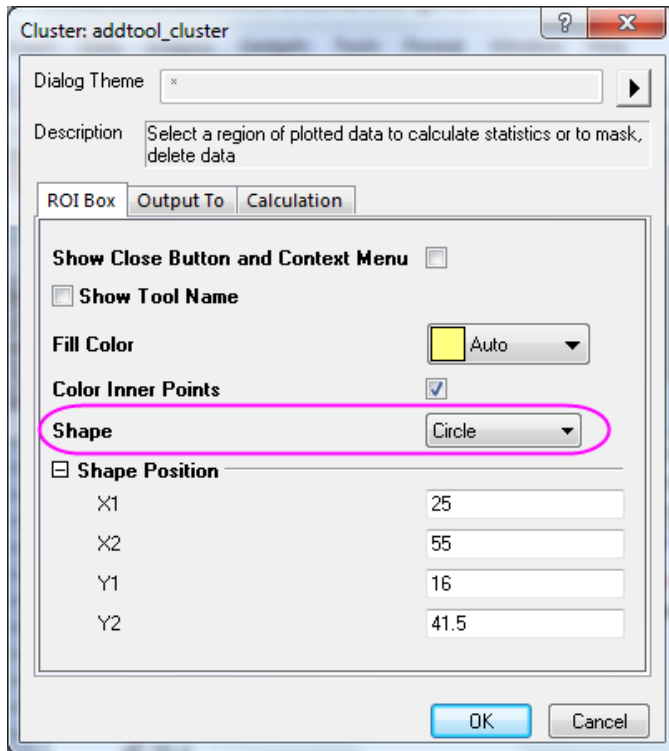 Cluster: addtool_cluster
Dialog Theme *
Description Select a region of plotted data to calculate statistics or to mask,
delete data
ROI Box Output To Calculation
Show Close Button and Context Menu
Show Tool Name
Fill Color Auto
Color Inner Points
Shape Circle
Shape Position
X1 25
X2 55
Y1 16
Y2 41.5
OK Cancel